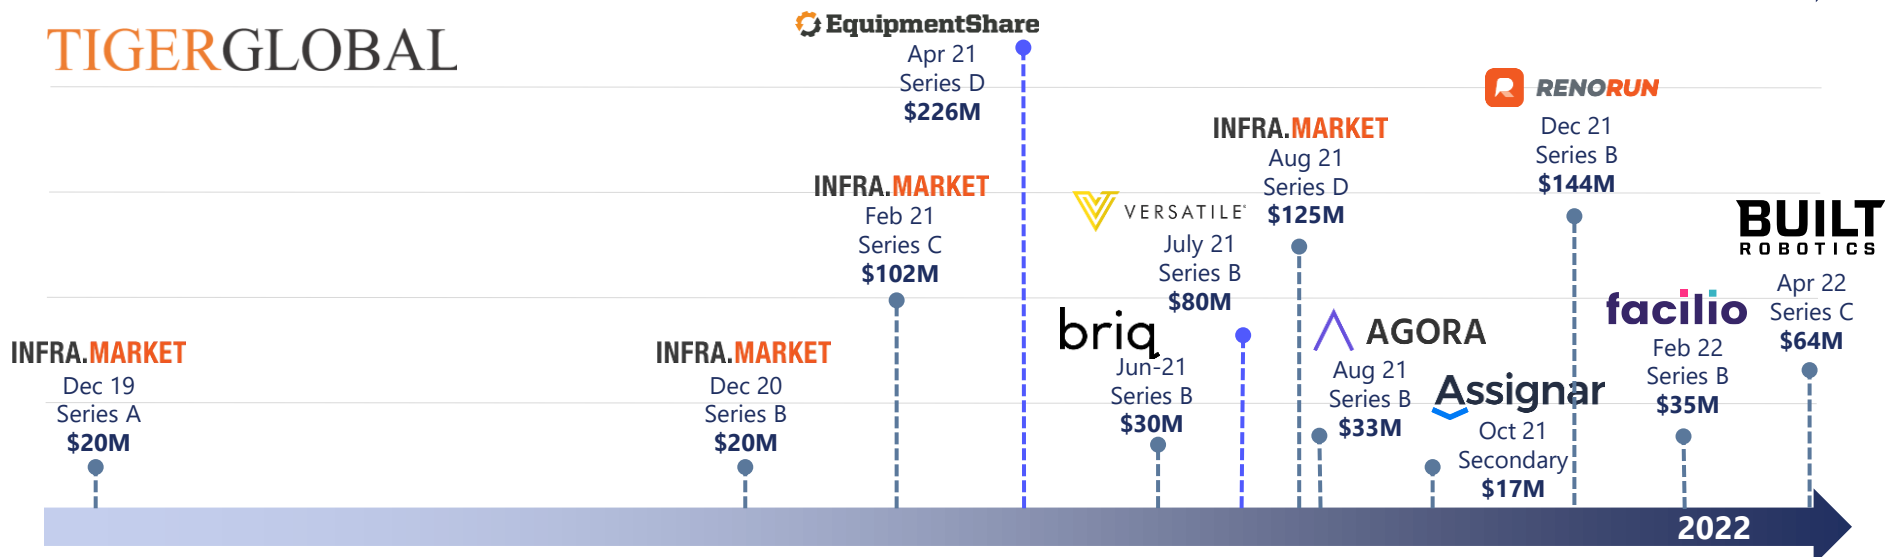 TIGERGLOBAL
EquipmentShare
Apr 21
Series D
$226M
RENORUN
Dec 21
Series B
$144M
INFRA.MARKET
Aug 21
Series D
$125M
INFRA.MARKET
Feb 21
Series C
$102M
VERSATILE
July 21
Series B
$80M
BUILT
ROBOTICS
Apr 22
Series C
$64M
briq
Jun-21
Series B
$30M
AGORA
Aug 21
Series B
$33M
facilio
Feb 22
Series B
$35M
INFRA.MARKET
Dec 19
Series A
$20M
INFRA.MARKET
Dec 20
Series B
$20M
Assignar
Oct 21
Secondary
$17M
2022